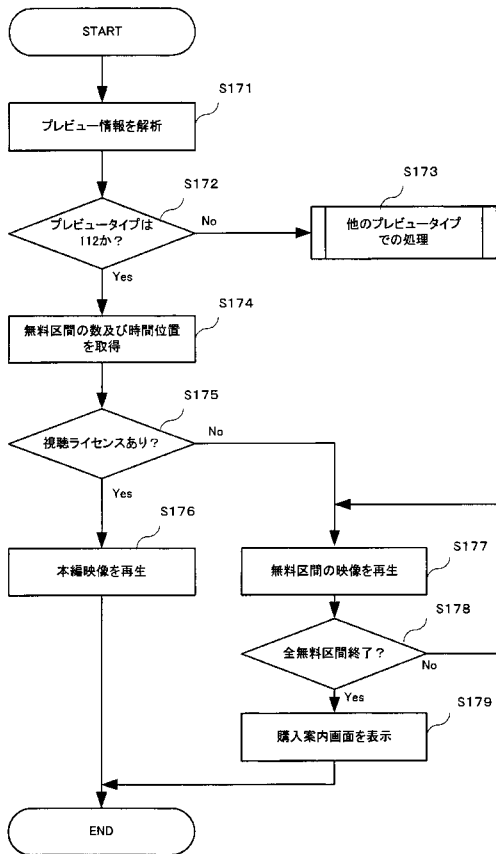 START
S171
プレビュー情報を解析
S172
プレビュータイプは
112か？
No
Yes
S173
他のプレビュータイプ
での処理
S174
無料区間の数及び時間位置
を取得
S175
視聴ライセンスあり？
No
Yes
S176
本編映像を再生
S177
無料区間の映像を再生
S178
全無料区間終了？
No
Yes
S179
購入案内画面を表示
END